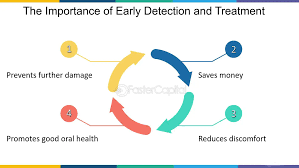 The Importance of Early Detection and Treatment
1
2
Prevents further damage
Saves money
FasterCapital
4
3
Promotes good oral health
Reduces discomfort